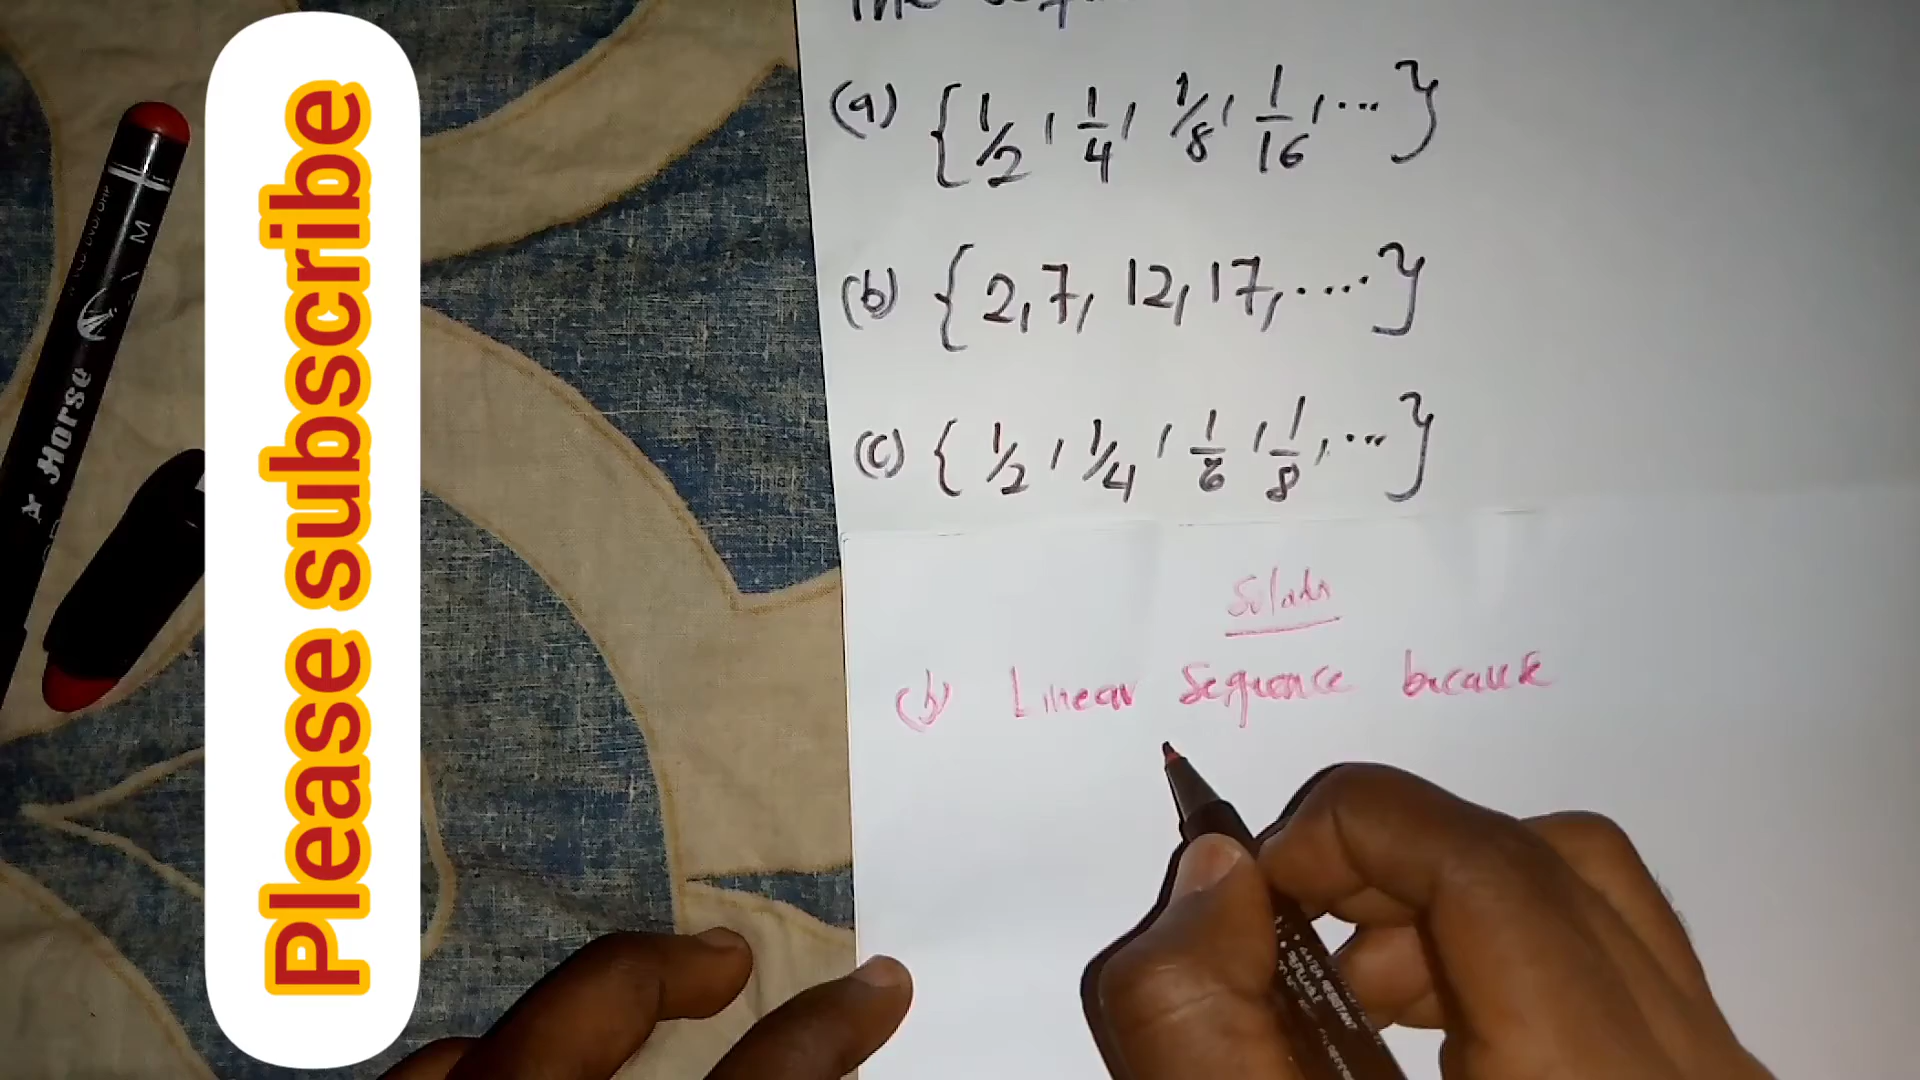 Please subscribe
Horse
M
The
(a) {1/2, 1/4, 1/8, 1/16, ...}
(b) {2, 7, 12, 17, ....}
(c) {1/2, 1/4, 1/6, 1/8, ...}
(b) Linear Sequence because